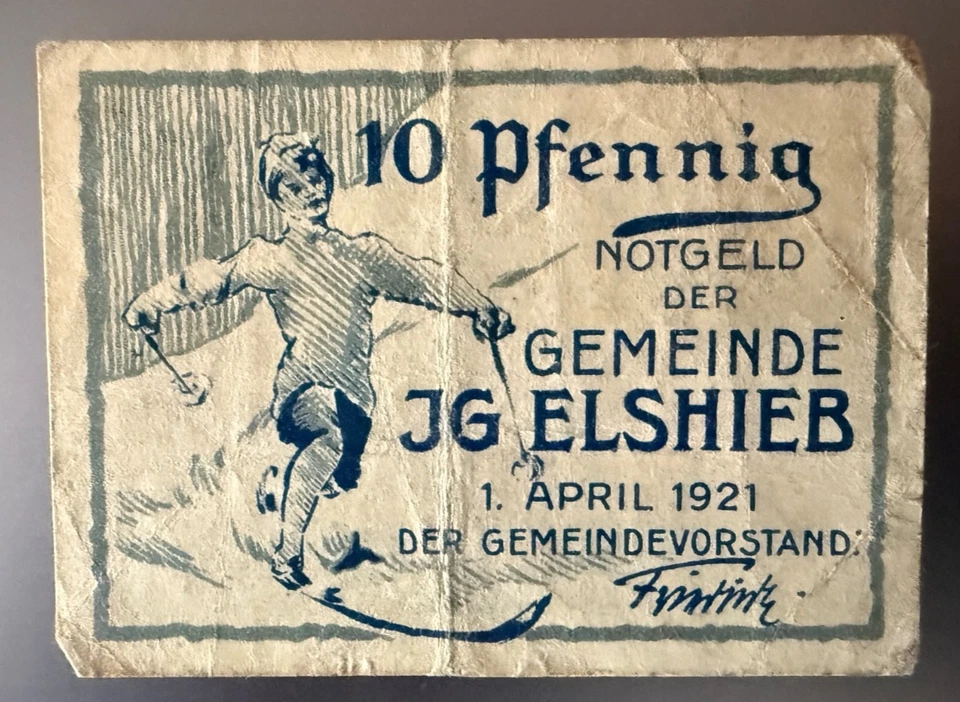 10 Pfennig
NOTGELD
DER
GEMEINDE
JGELSHIEB
1. APRIL 1921
DER GEMEINDEVORSTAND: